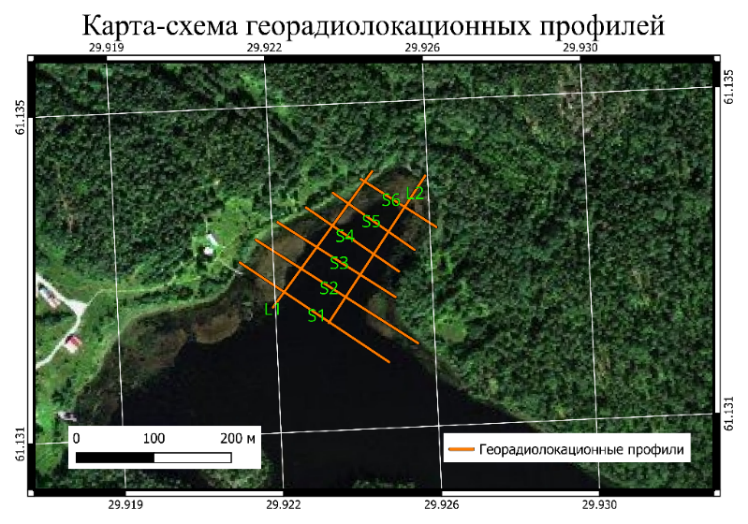 Карта-схема георадиолокационных профилей
29.919 29.922 29.926 29.930
61.135 61.135
S6 L2
S5
S4
S3
S2
L1 S1
61.131 61.131
0 100 200 м
Георадиолокационные профили
29.919 29.922 29.926 29.930